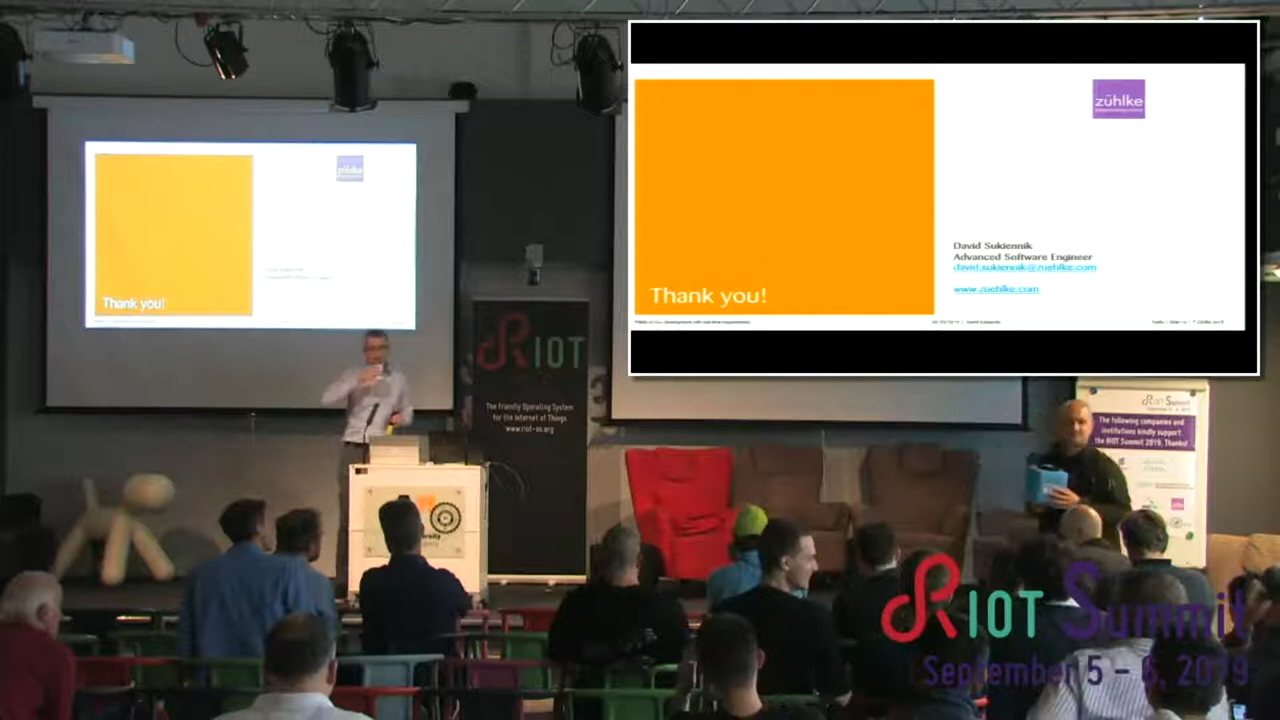 zühlke
David Sukiennik
Advanced Software Engineer
david.sukiennik@zuehlke.com
www.zuehlke.com
Thank you!
zühlke
Thank you!
RIOT
The friendly Operating System
for the Internet of Things
www.riot-os.org
RIOT Summit
The following companies and
institutions kindly support
the RIOT Summit 2019. Thanks!
RIOT Summit
September 5 - 6, 2019